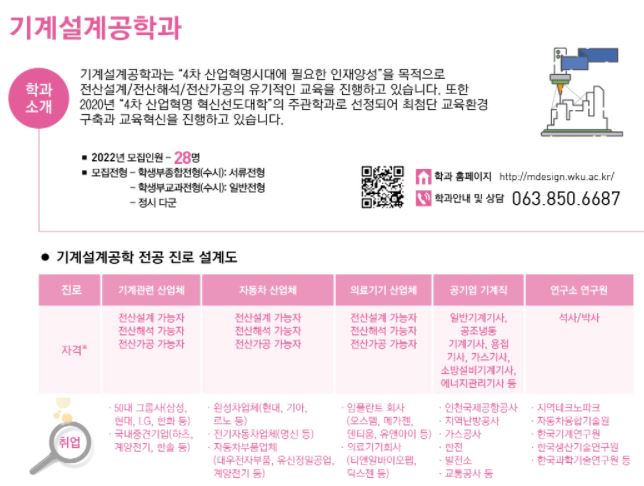 기계설계공학과
학과
소개
기계설계공학과는 “4차 산업혁명시대에 필요한 인재양성”을 목적으로
전산설계/전산해석/전산가공의 유기적인 교육을 진행하고 있습니다. 또한
2020년 “4차 산업혁명 혁신선도대학”의 주관학과로 선정되어 최첨단 교육환경
구축과 교육혁신을 진행하고 있습니다.
■ 2022년 모집인원 – 28명
■ 모집전형 – 학생부종합전형(수시): 서류전형
– 학생부교과전형(수시): 일반전형
– 정시 다군
학과 홈페이지 http://mdesign.wku.ac.kr/
학과안내 및 상담 063.850.6687
● 기계설계공학 전공 진로 설계도
진로 기계관련 산업체 자동차 산업체 의료기기 산업체 공기업 기계직 연구소 연구원
자격*
전산설계 가능자
전산해석 가능자
전산가공 가능자
전산설계 가능자
전산해석 가능자
전산가공 가능자
전산설계 가능자
전산해석 가능자
전산가공 가능자
일반기계기사,
공조냉동
기계기사, 용접
기사, 가스기사,
소방설비기계기사,
에너지관리기사 등
석사/박사
취업
· 50대 그룹사(삼성,
현대, LG, 한화 등)
· 국내중견기업(하츠,
계양전기, 한솔 등)
· 완성차업체(현대, 기아,
르노 등)
· 전기자동차업체(명신 등)
· 자동차부품업체
(대우전자부품, 유신정밀공업,
계양전기 등)
· 임플란트 회사
(오스템, 메가젠,
덴티움, 유앤아이 등)
· 의료기기회사
(티앤알바이오팹,
딕스젠 등)
· 인천국제공항공사
· 지역난방공사
· 가스공사
· 한전
· 발전소
· 교통공사 등
· 지역테크노파크
· 자동차융합기술원
· 한국기계연구원
· 한국생산기술연구원
· 한국과학기술연구원 등